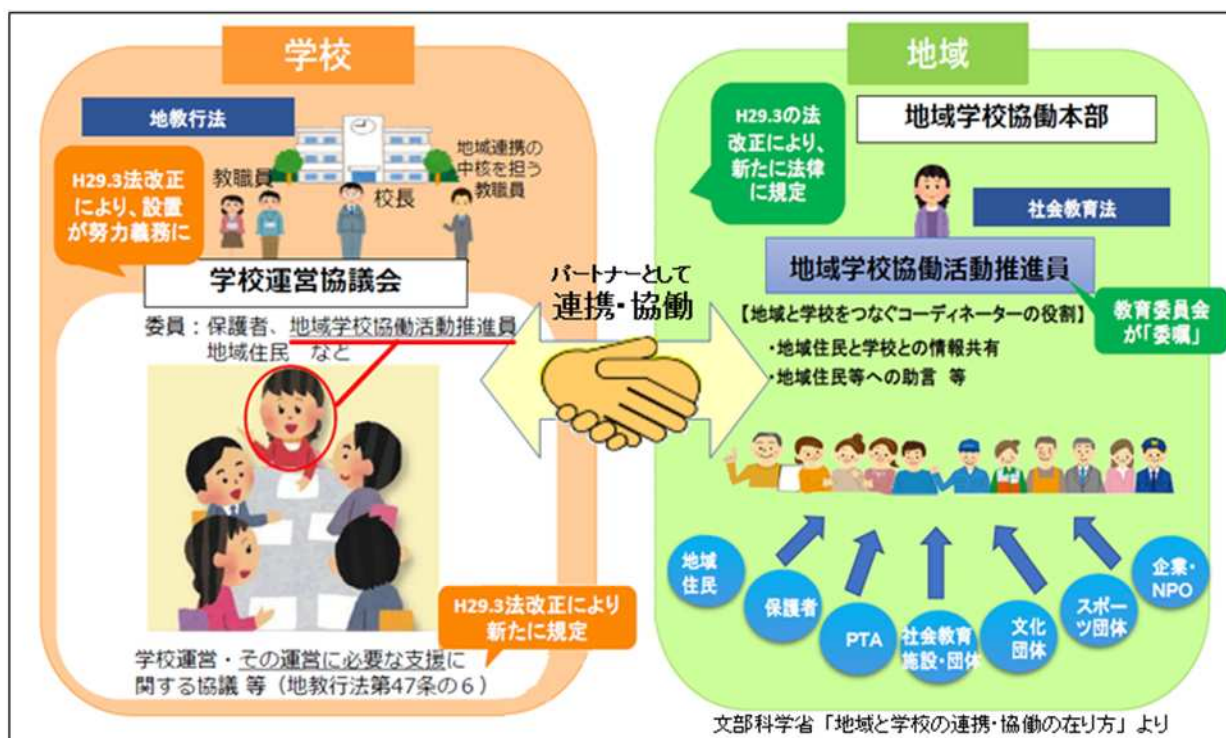 学校
地教行法
H29.3法改正
により、設置
が努力義務に
教職員
校長
地域連携の
中核を担う
教職員
学校運営協議会
委員：保護者、地域学校協働活動推進員
地域住民 など
H29.3法改正により
新たに規定
学校運営・その運営に必要な支援に
関する協議 等（地教行法第47条の６）
パートナーとして
連携・協働
地域
H29.3の法
改正により、
新たに法律
に規定
地域学校協働本部
社会教育法
地域学校協働活動推進員
【地域と学校をつなぐコーディネーターの役割】
・地域住民と学校との情報共有
・地域住民等への助言 等
教育委員会
が「委嘱」
地域
住民
保護者
PTA
社会教育
施設・団体
文化
団体
スポー
ツ団体
企業・
NPO
文部科学省「地域と学校の連携・協働の在り方」より